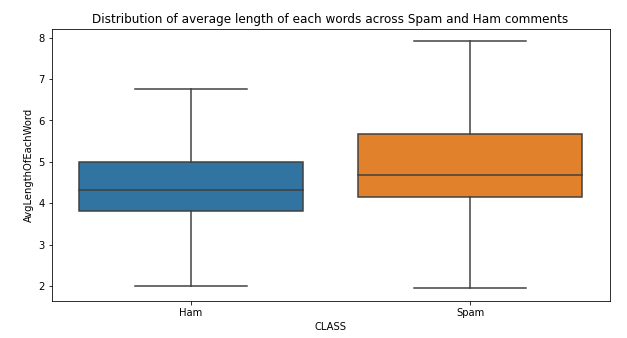 Distribution of average length of each words across Spam and Ham comments
8
7
6
5
4
3
2
AvgLengthOfEachWord
Ham
Spam
CLASS